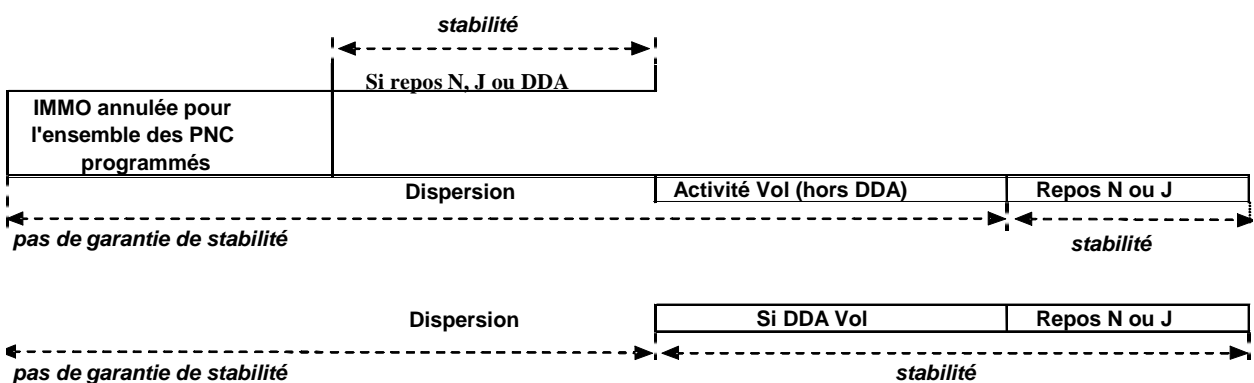 stabilité
Si repos N, J ou DDA
IMMO annulée pour
l'ensemble des PNC
programmés
Dispersion Activité Vol (hors DDA) Repos N ou J
pas de garantie de stabilité stabilité
Dispersion Si DDA Vol Repos N ou J
pas de garantie de stabilité stabilité